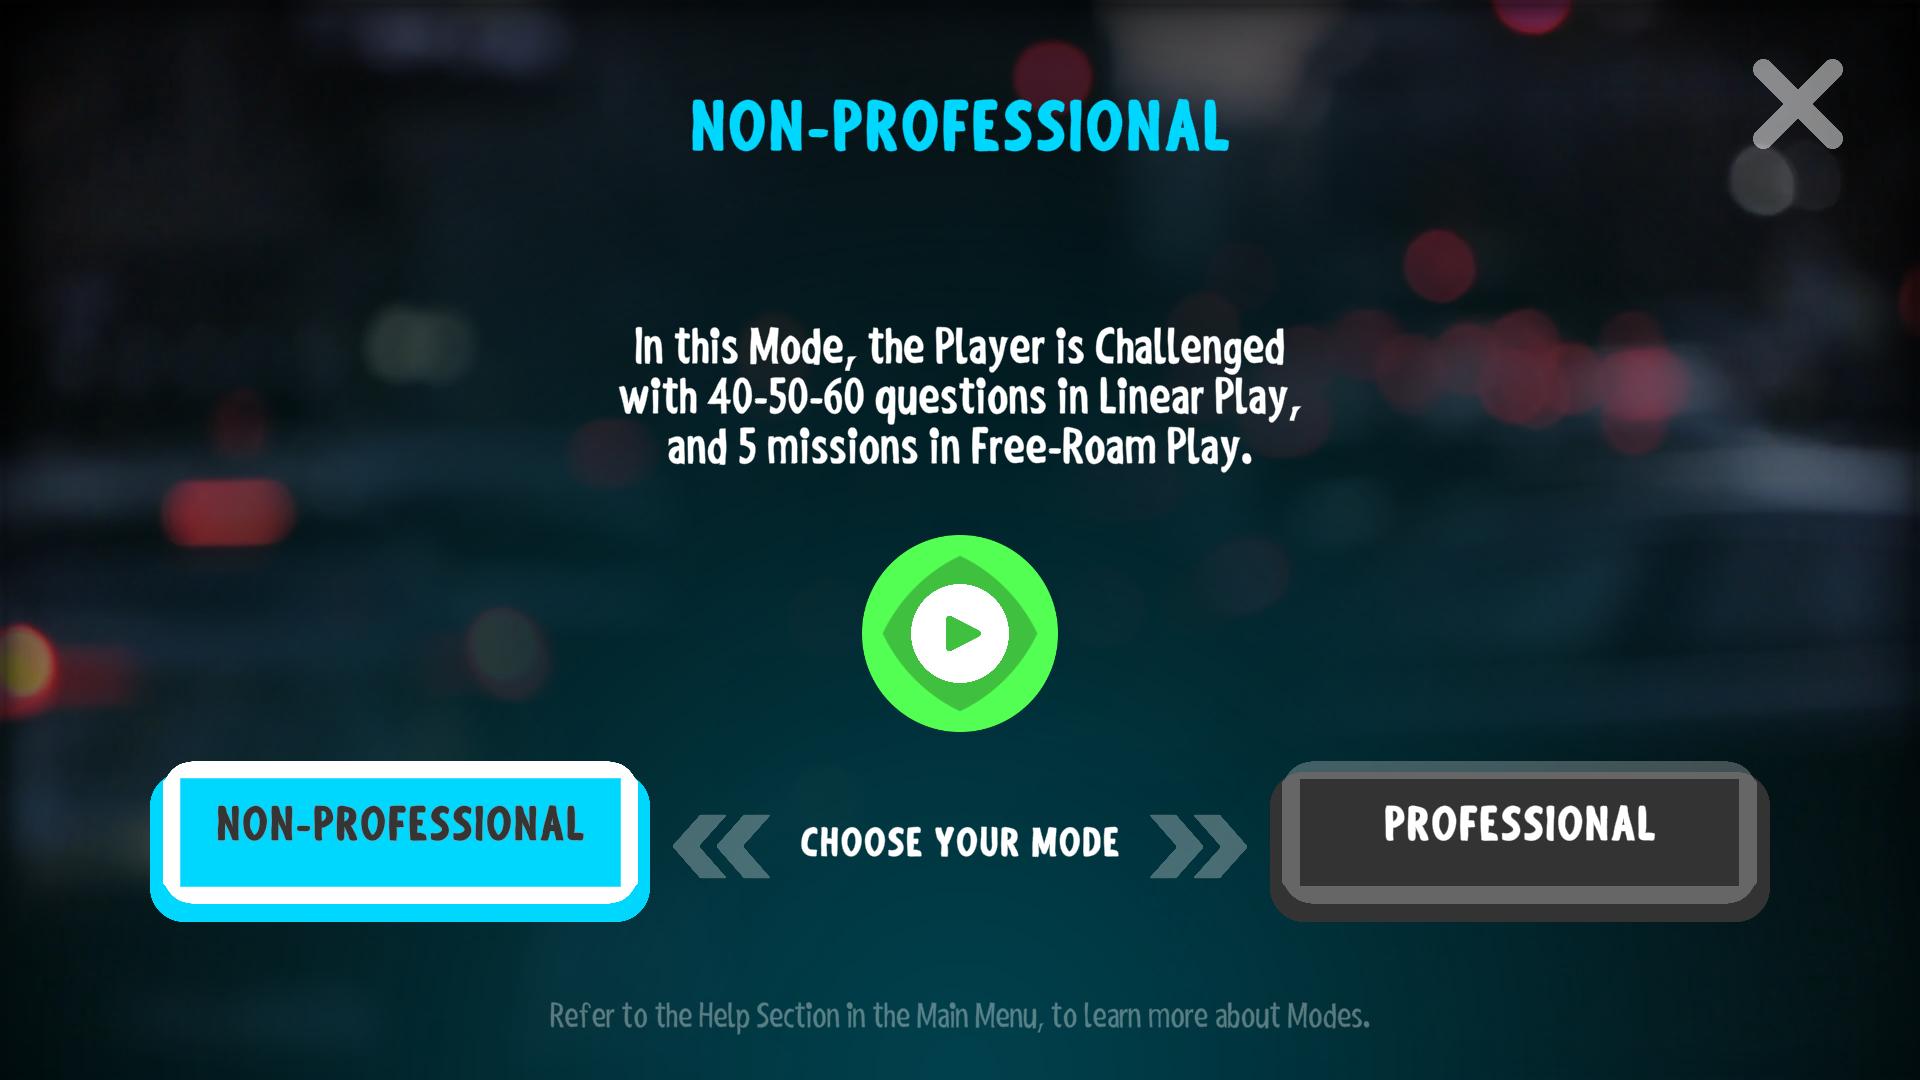 NON-PROFESSIONAL
In this Mode, the Player is Challenged
with 40-50-60 questions in Linear Play,
and 5 missions in Free-Roam Play.
NON-PROFESSIONAL
CHOOSE YOUR MODE
PROFESSIONAL
Refer to the Help Section in the Main Menu, to learn more about Modes.